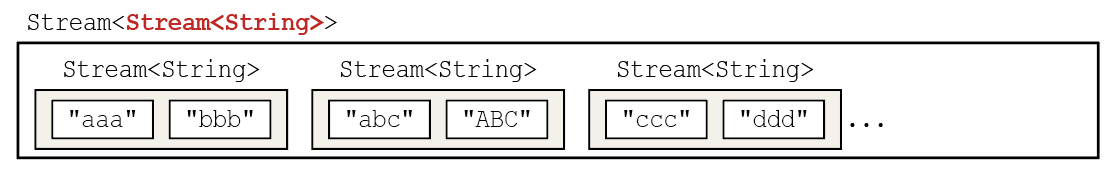 Stream<Stream<String>>
Stream<String> Stream<String> Stream<String>
"aaa" "bbb" "abc" "ABC" "ccc" "ddd" ...